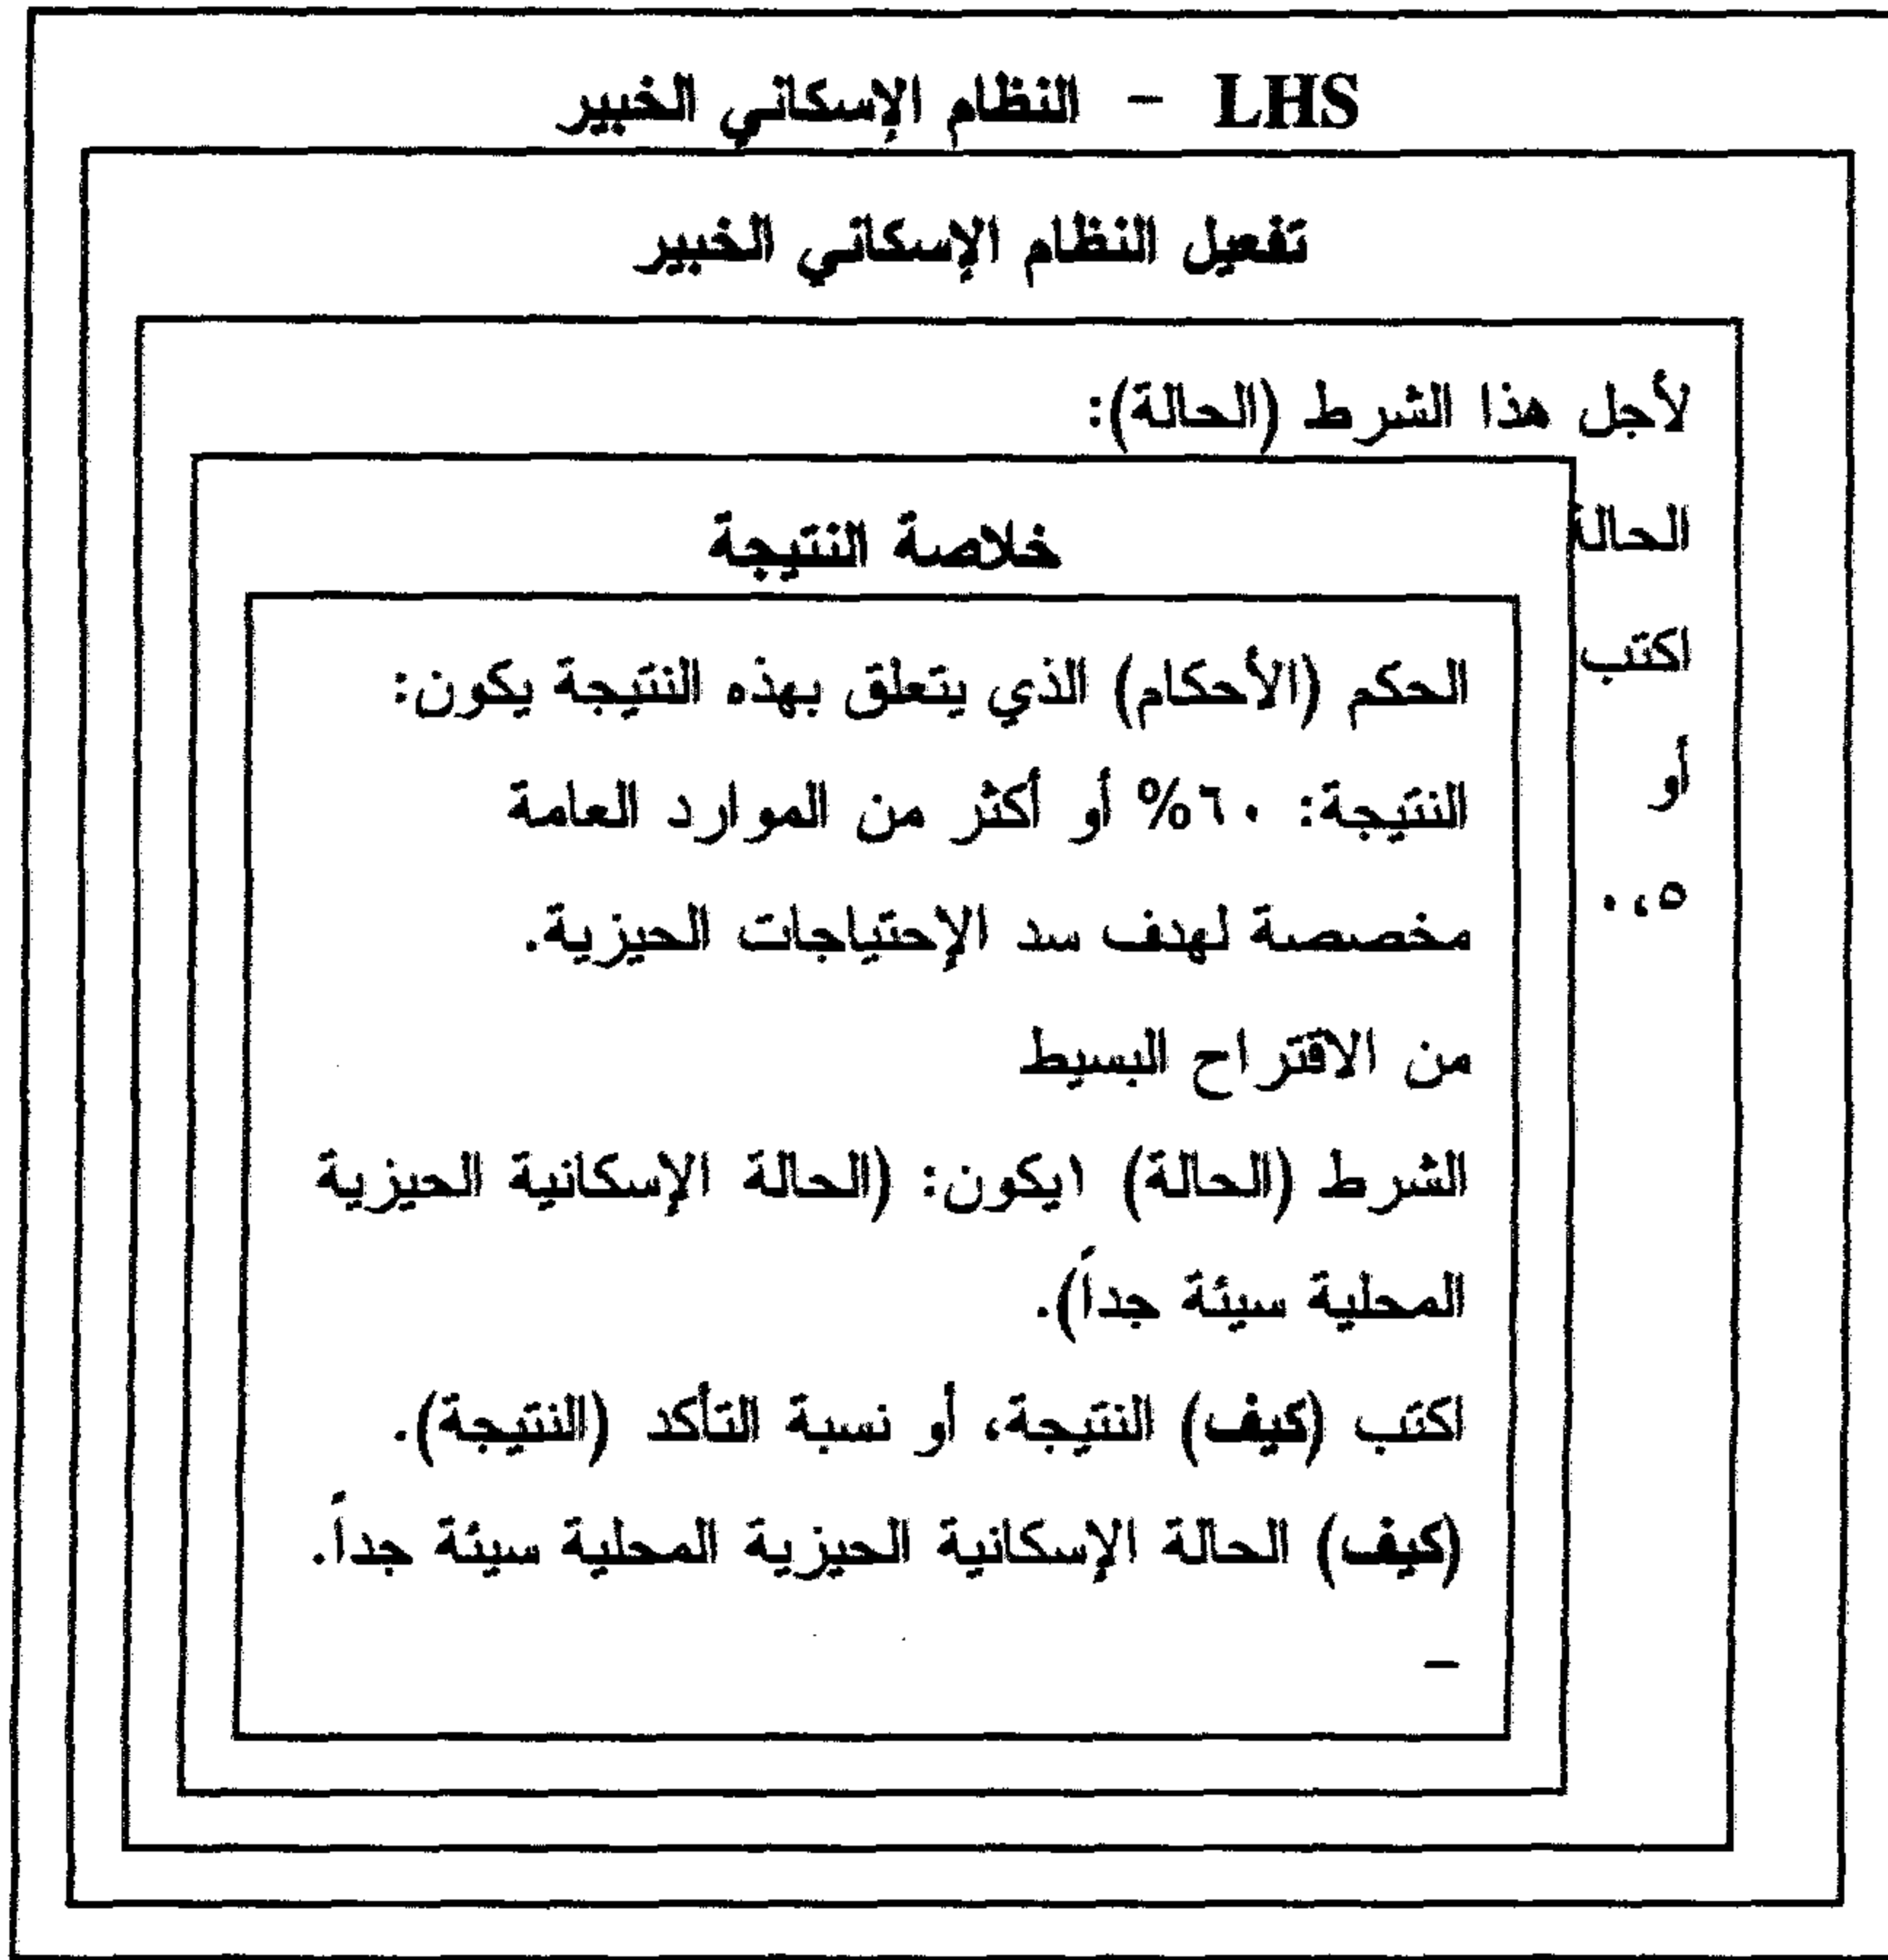 LHS - النظام الإسكاني الخبير
تفعيل النظام الإسكاني الخبير
لأجل هذا الشرط (الحالة):
الحالة
اكتب
أو
٠،٥
خلاصة النتيجة
الحكم (الأحكام) الذي يتعلق بهذه النتيجة يكون:
النتيجة: ٦٠% أو أكثر من الموارد العامة
مخصصة لهدف سد الإحتياجات الحيزية.
من الاقتراح البسيط
الشرط (الحالة) ١يكون: (الحالة الإسكانية الحيزية
المحلية سيئة جداً).
اكتب (كيف) النتيجة، أو نسبة التأكد (النتيجة).
(كيف) الحالة الإسكانية الحيزية المحلية سيئة جداً.
–